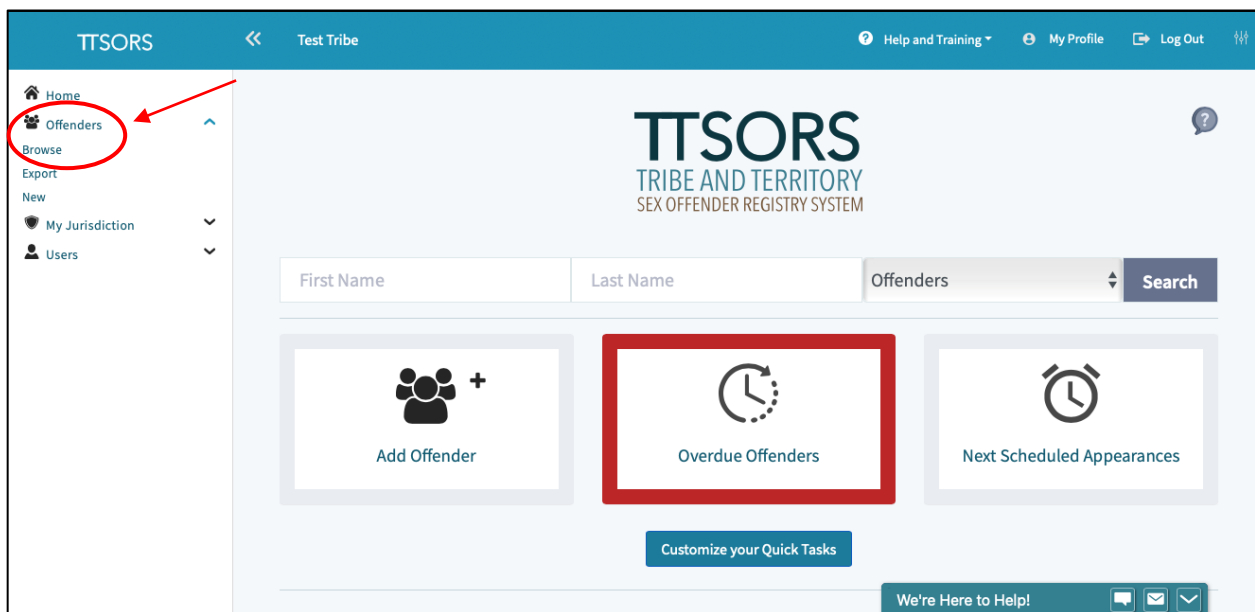 TTSORS
Test Tribe
Help and Training
My Profile
Log Out
Home
Offenders
Browse
Export
New
My Jurisdiction
Users
TTSORS
TRIBE AND TERRITORY
SEX OFFENDER REGISTRY SYSTEM
First Name
Last Name
Offenders
Search
Add Offender
Overdue Offenders
Next Scheduled Appearances
Customize your Quick Tasks
We're Here to Help!